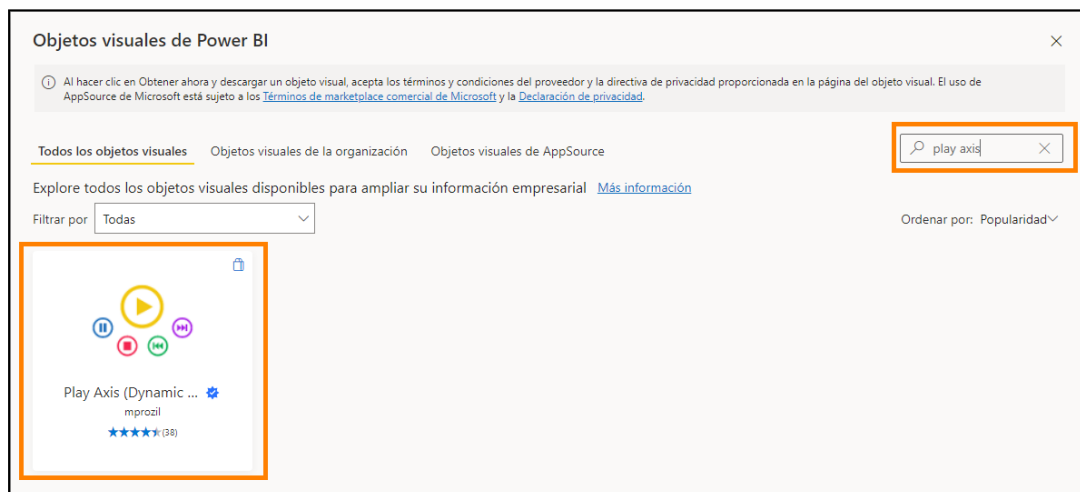 Objetos visuales de Power BI
Al hacer clic en Obtener ahora y descargar un objeto visual, acepta los términos y condiciones del proveedor y la directiva de privacidad proporcionada en la página del objeto visual. El uso de
AppSource de Microsoft está sujeto a los Términos de marketplace comercial de Microsoft y la Declaración de privacidad.
Todos los objetos visuales Objetos visuales de la organización Objetos visuales de AppSource play axis
Explore todos los objetos visuales disponibles para ampliar su información empresarial Más información
Filtrar por Todas Ordenar por: Popularidad
Play Axis (Dynamic ...
mprozil
(38)